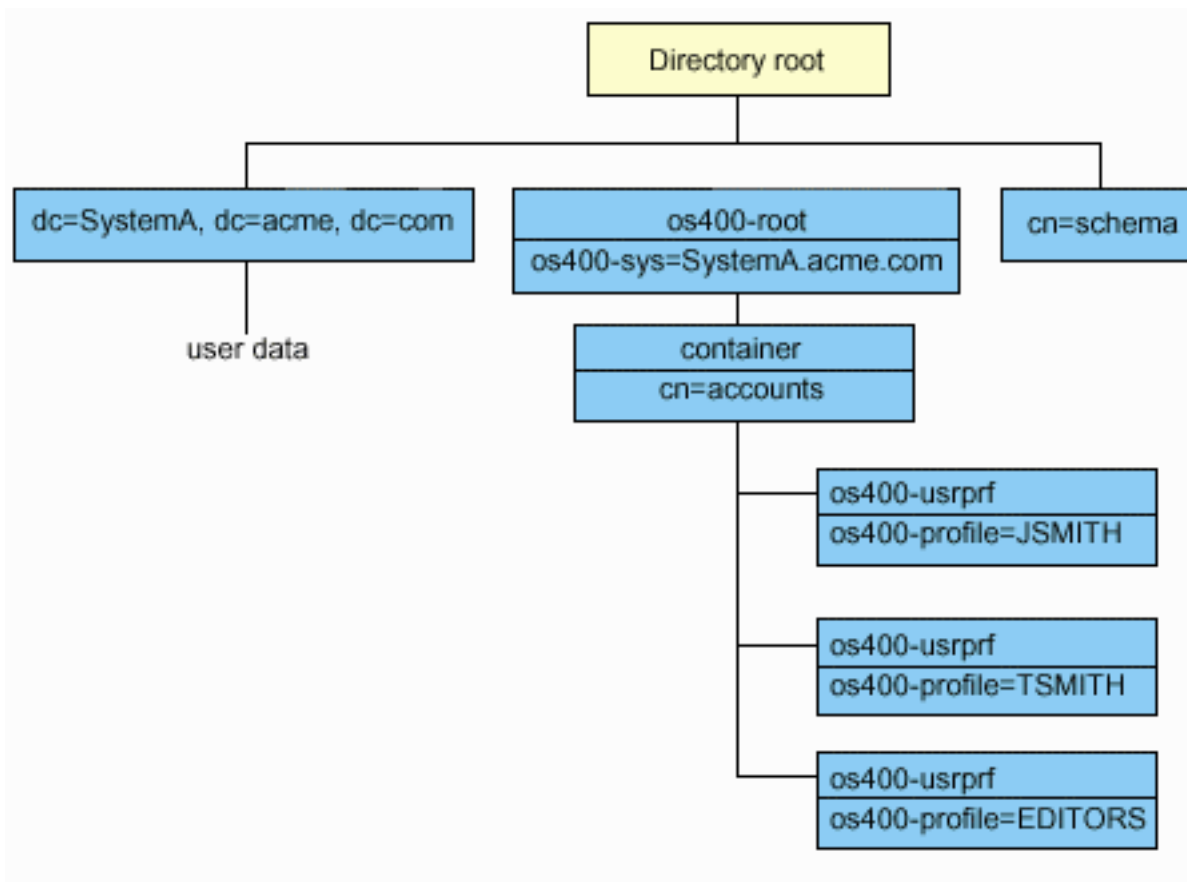 Directory root
dc=SystemA, dc=acme, dc=com
os400-root
os400-sys=SystemA.acme.com
cn=schema
user data
container
cn=accounts
os400-usrprf
os400-profile=JSMITH
os400-usrprf
os400-profile=TSMITH
os400-usrprf
os400-profile=EDITORS